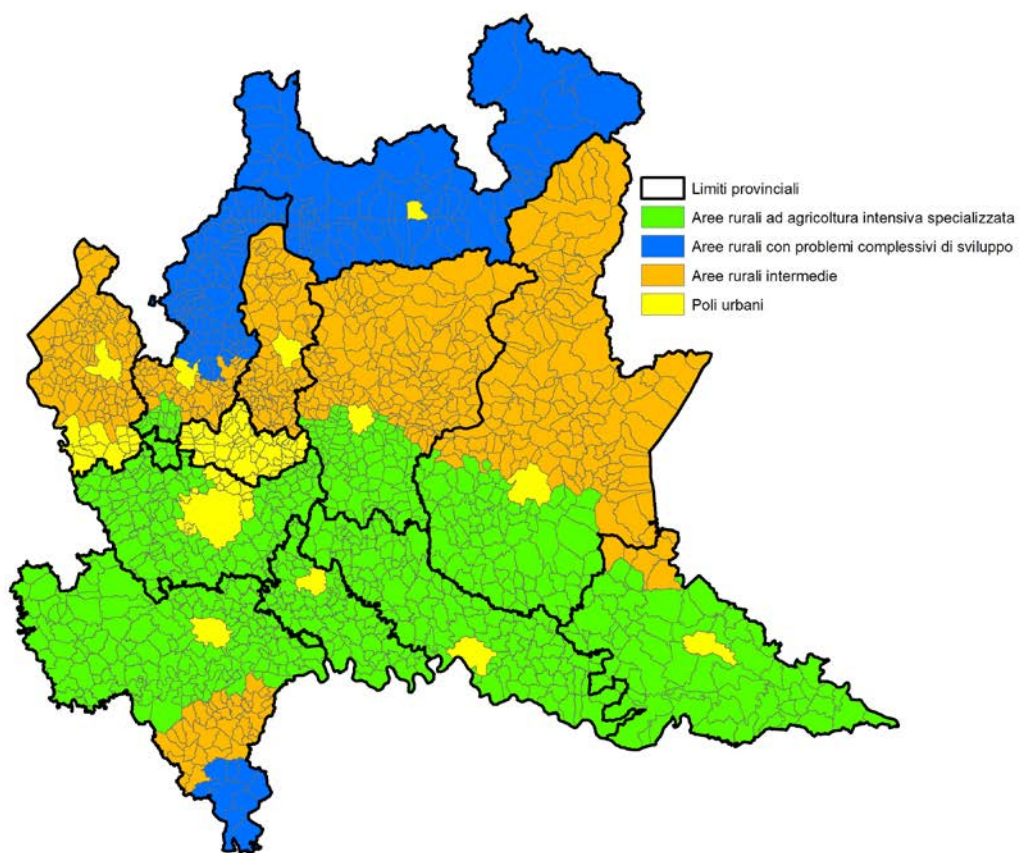 Limiti provinciali
Aree rurali ad agricoltura intensiva specializzata
Aree rurali con problemi complessivi di sviluppo
Aree rurali intermedie
Poli urbani